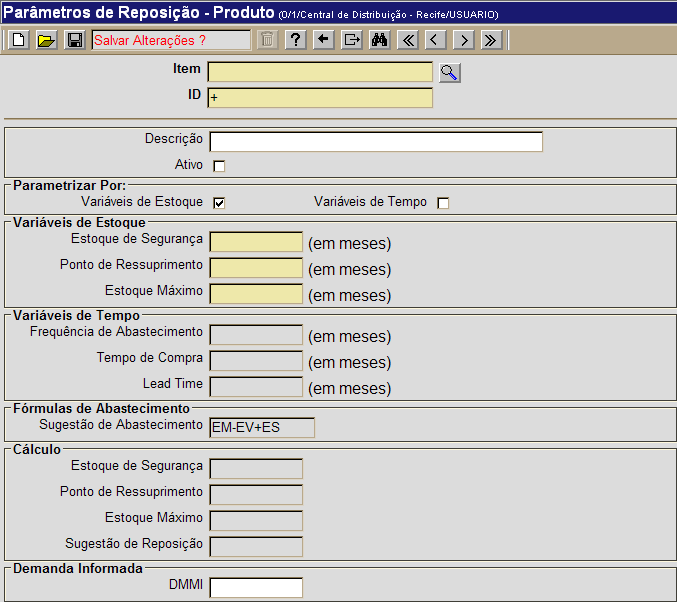 Parâmetros de Reposição - Produto (0/1/Central de Distribuição - Recife/USUARIO)
Salvar Alterações ?
Item
ID +
Descrição
Ativo
Parametrizar Por:
Variáveis de Estoque Variáveis de Tempo
Variáveis de Estoque
Estoque de Segurança (em meses)
Ponto de Ressuprimento (em meses)
Estoque Máximo (em meses)
Variáveis de Tempo
Frequência de Abastecimento (em meses)
Tempo de Compra (em meses)
Lead Time (em meses)
Fórmulas de Abastecimento
Sugestão de Abastecimento EM-EV+ES
Cálculo
Estoque de Segurança
Ponto de Ressuprimento
Estoque Máximo
Sugestão de Reposição
Demanda Informada
DMMI